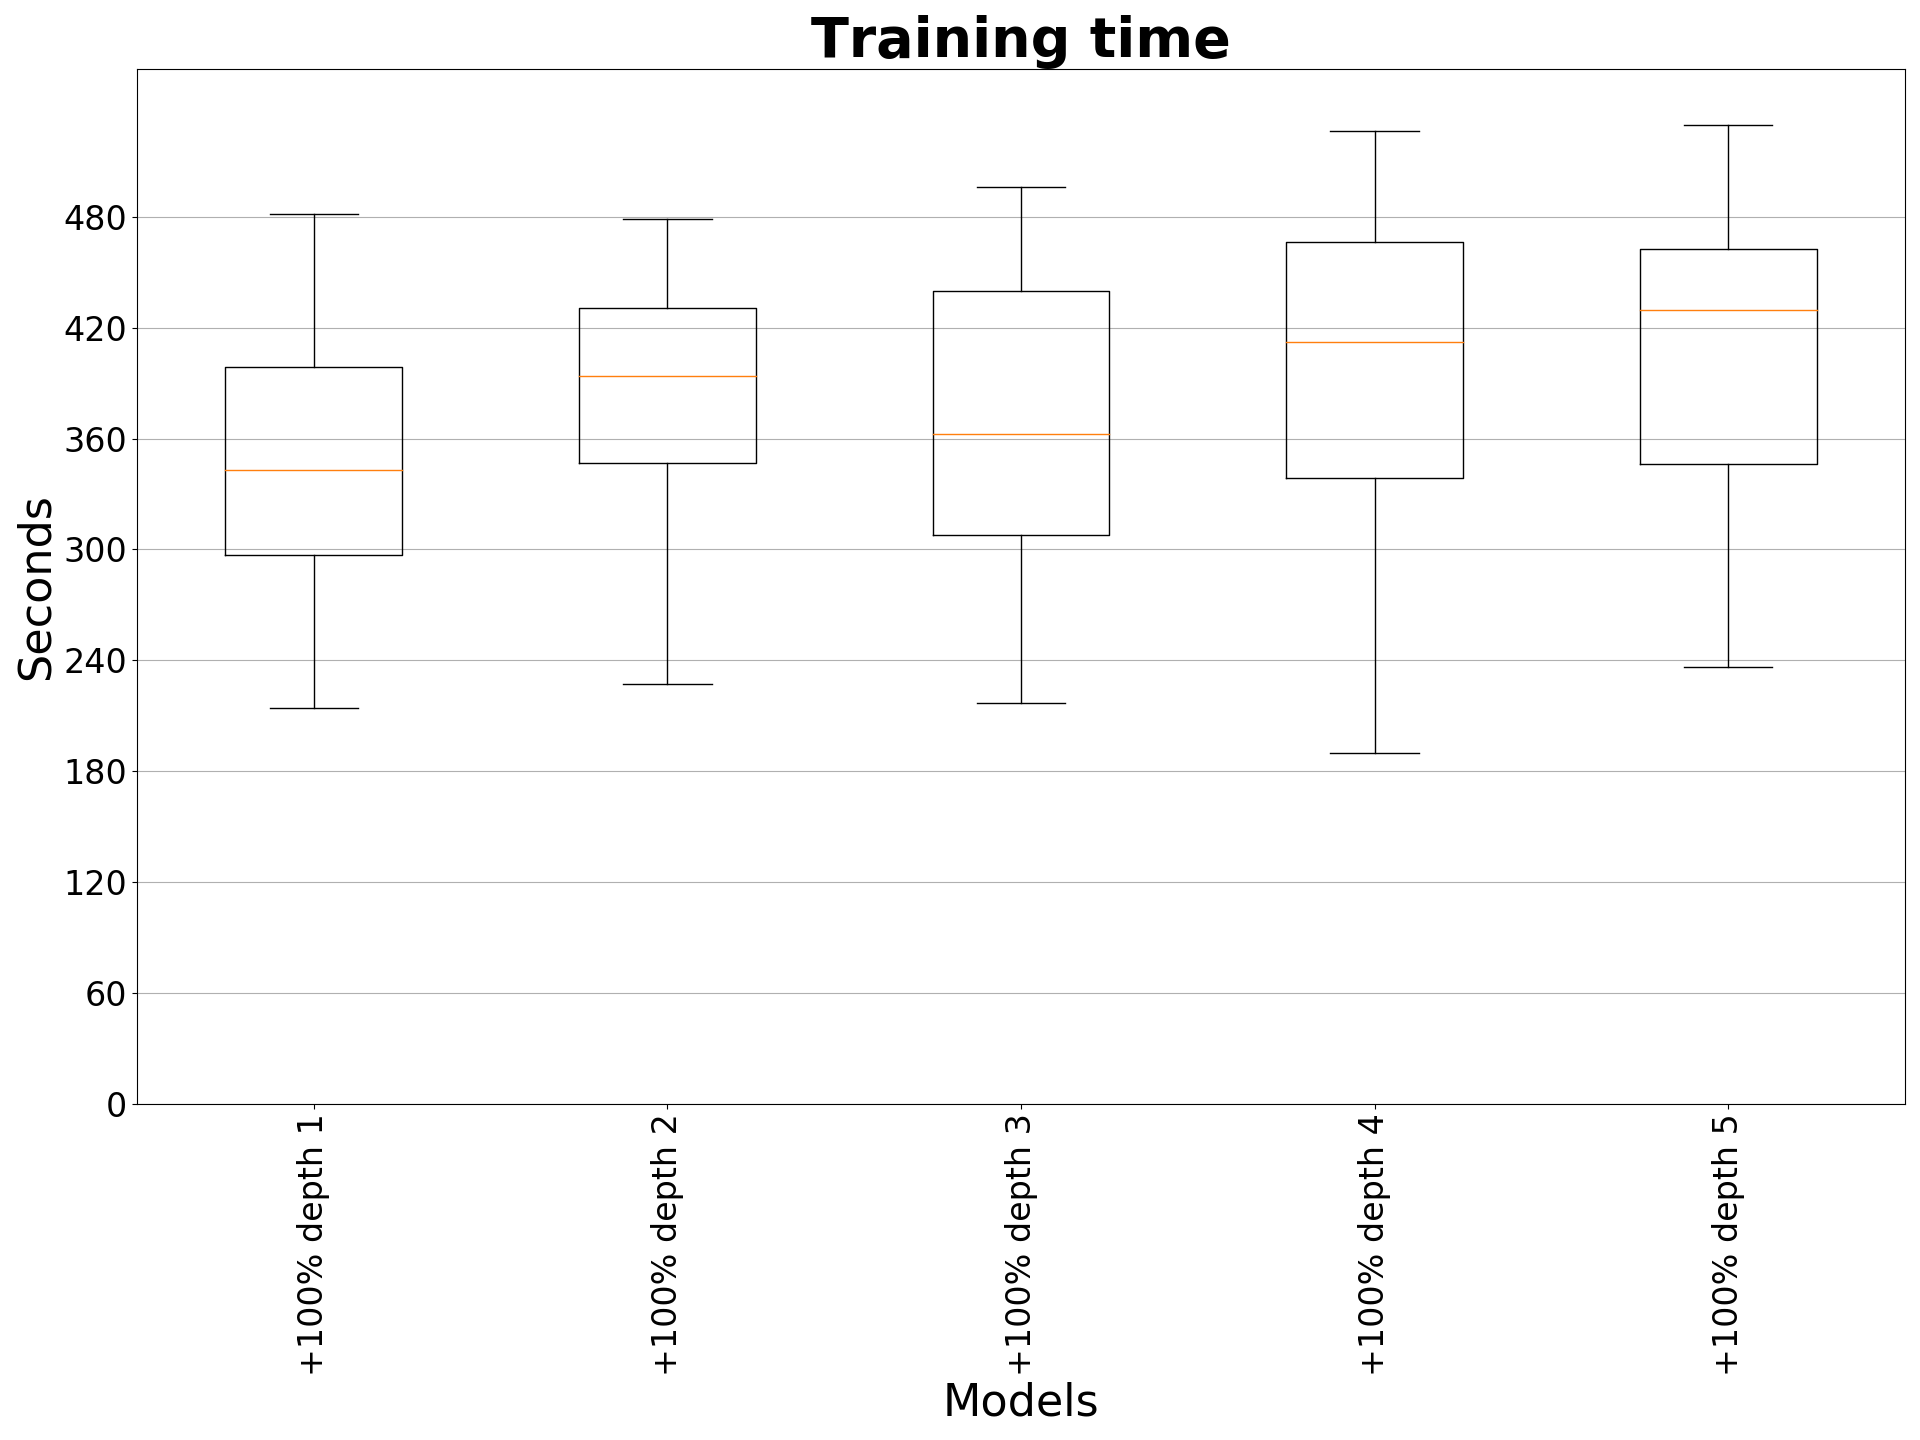 Training time
Seconds
480
420
360
300
240
180
120
60
0
+100% depth 1
+100% depth 2
+100% depth 3
+100% depth 4
+100% depth 5
Models